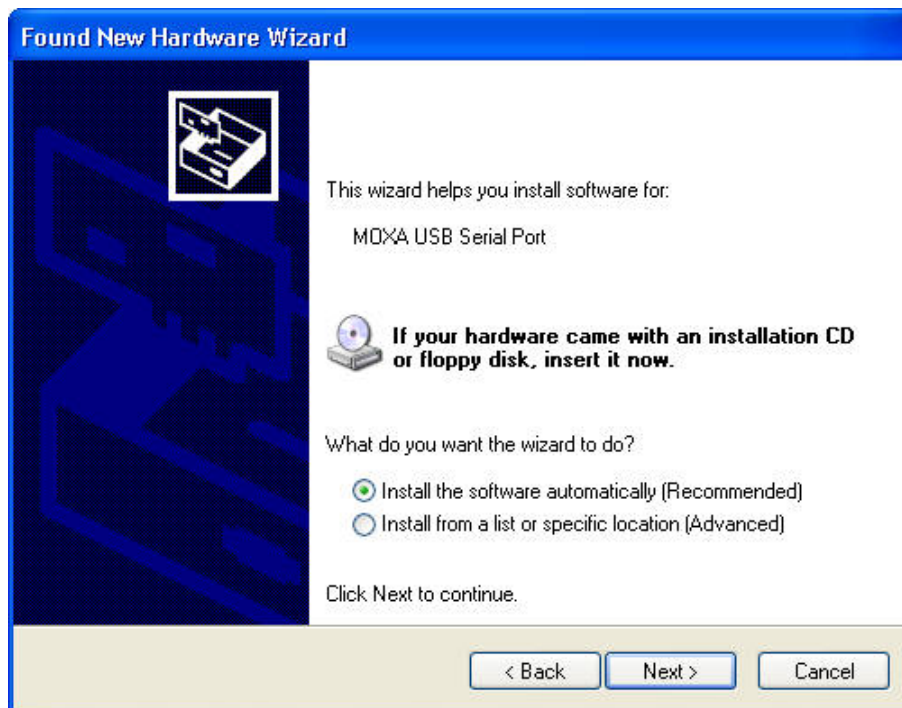 Found New Hardware Wizard
This wizard helps you install software for:
MOXA USB Serial Port
If your hardware came with an installation CD
or floppy disk, insert it now.
What do you want the wizard to do?
Install the software automatically (Recommended)
Install from a list or specific location (Advanced)
Click Next to continue.
< Back Next > Cancel